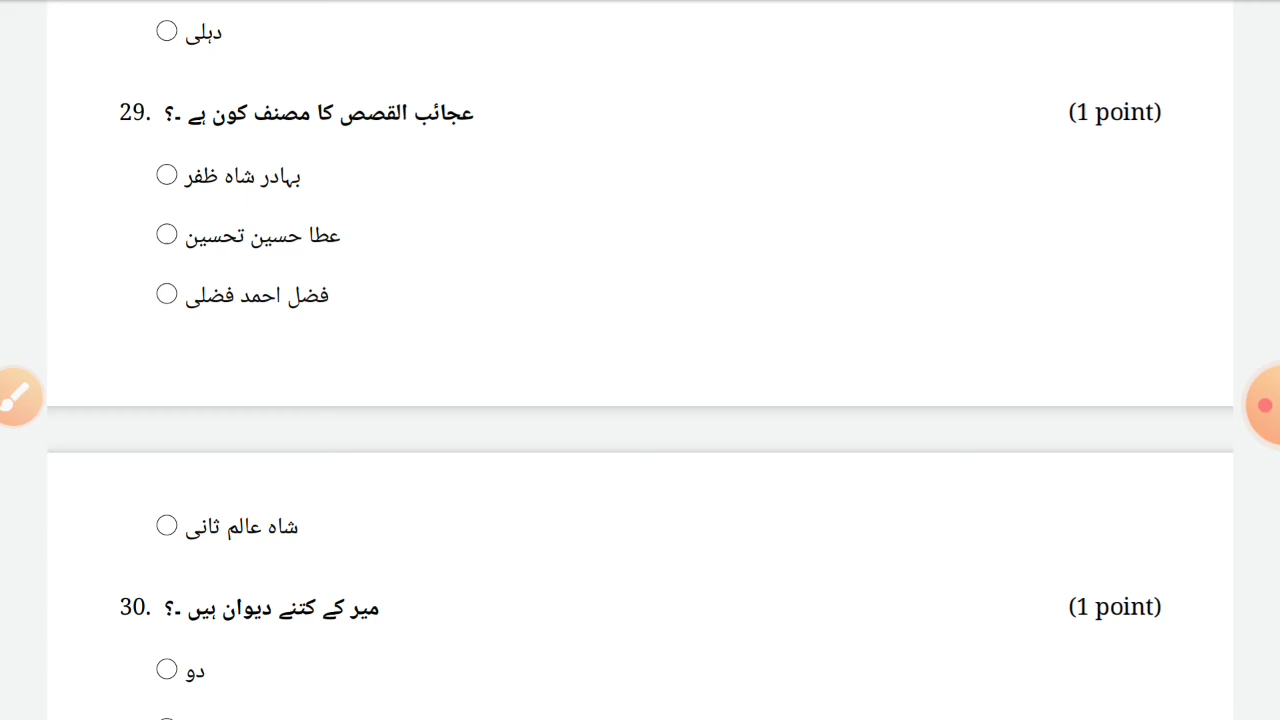 دہلی
29. عجائب القصص کا مصنف کون ہے ۔؟ (1 point)
بہادر شاہ ظفر
عطا حسین تحسین
فضل احمد فضلی
شاہ عالم ثانی
30. میر کے کتنے دیوان ہیں ۔؟ (1 point)
دو